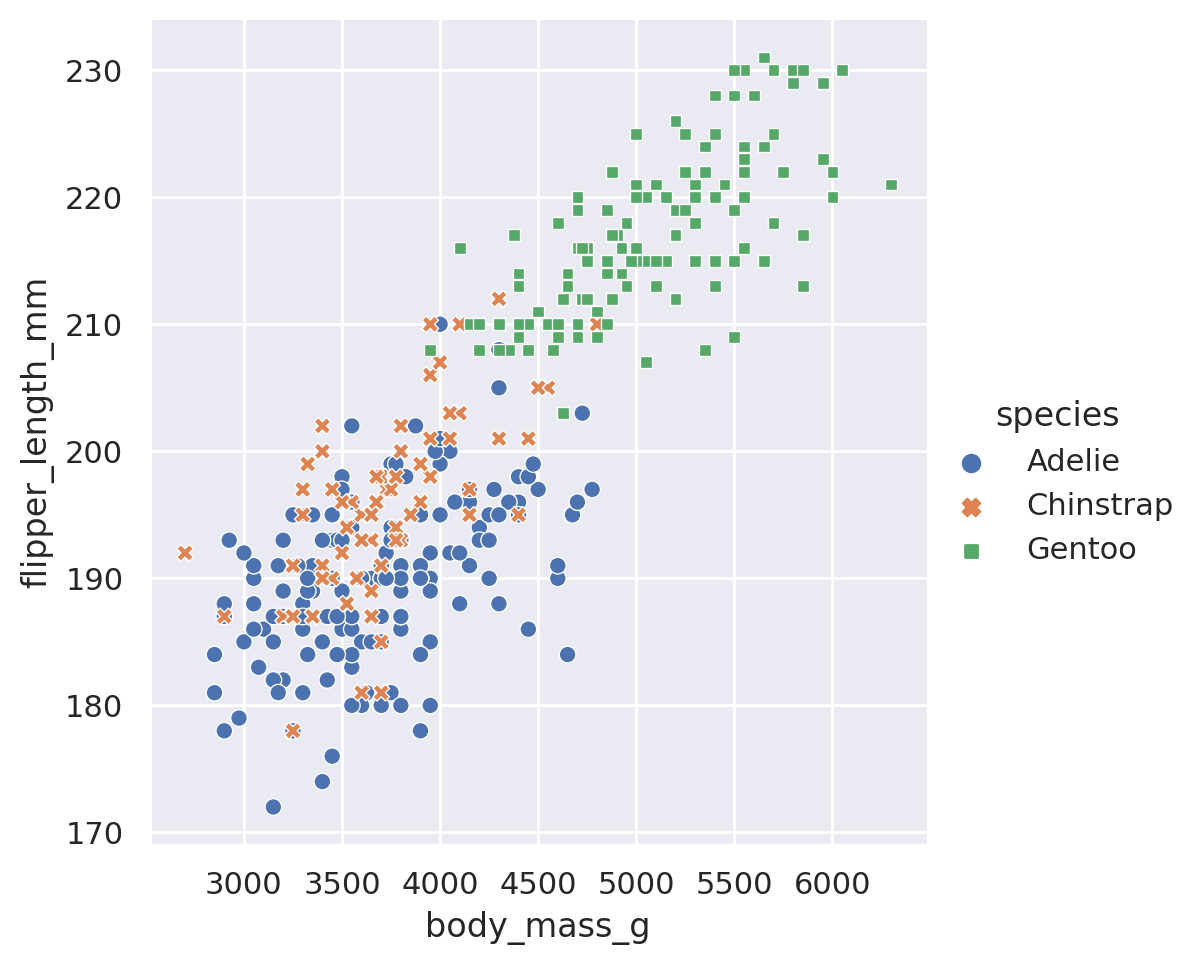 230
220
210
200
190
180
170
flipper_length_mm
3000 3500 4000 4500 5000 5500 6000
body_mass_g
species
Adelie
Chinstrap
Gentoo